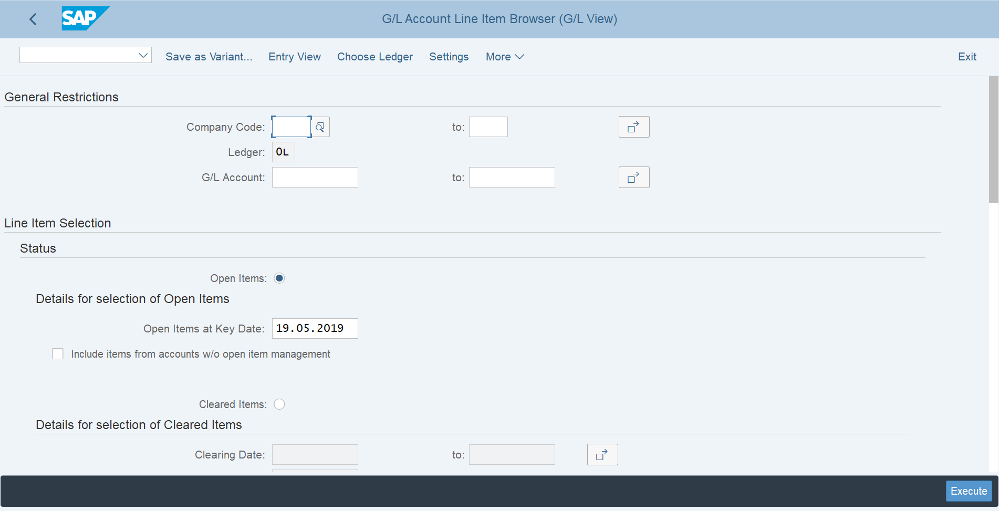 SAP
G/L Account Line Item Browser (G/L View)
Save as Variant... Entry View Choose Ledger Settings More Exit
General Restrictions
Company Code: to:
Ledger: 0L
G/L Account: to:
Line Item Selection
Status
Open Items:
Details for selection of Open Items
Open Items at Key Date: 19.05.2019
Include items from accounts w/o open item management
Cleared Items:
Details for selection of Cleared Items
Clearing Date: to:
Execute